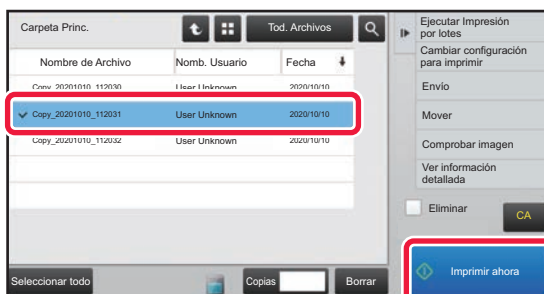 Carpeta Princ.
Tod. Archivos
Nombre de Archivo
Nomb. Usuario
Fecha
Copy_20201010_112030
User Unknown
2020/10/10
Copy_20201010_112031
User Unknown
2020/10/10
Copy_20201010_112032
User Unknown
2020/10/10
Seleccionar todo
Copias
Borrar
Ejecutar Impresión
por lotes
Cambiar configuración
para imprimir
Envío
Mover
Comprobar imagen
Ver información
detallada
Eliminar
CA
Imprimir ahora